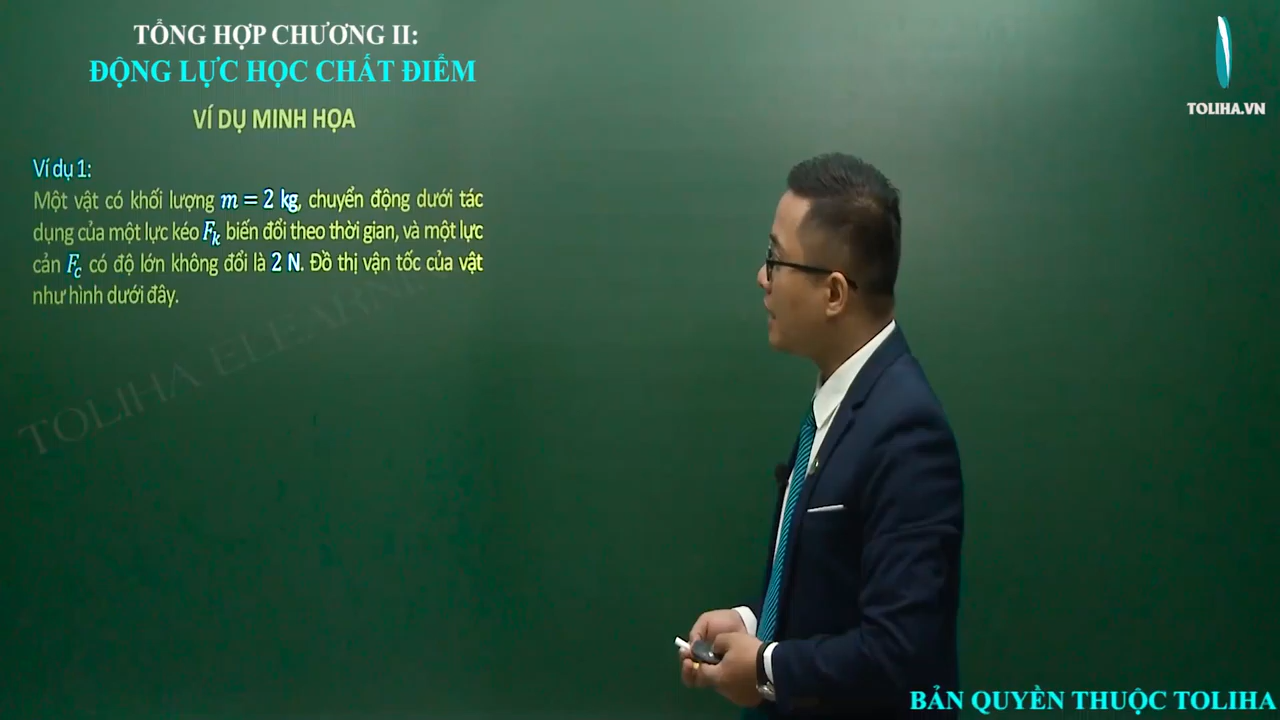 TỔNG HỢP CHƯƠNG II:
ĐỘNG LỰC HỌC CHẤT ĐIỂM
VÍ DỤ MINH HỌA
TOLIHA.VN
Ví dụ 1:
Một vật có khối lượng m = 2 kg, chuyển động dưới tác
dụng của một lực kéo Fk biến đổi theo thời gian, và một lực
cản Fc có độ lớn không đổi là 2 N. Đồ thị vận tốc của vật
như hình dưới đây.
TOLIHA
BẢN QUYỀN THUỘC TOLIHA